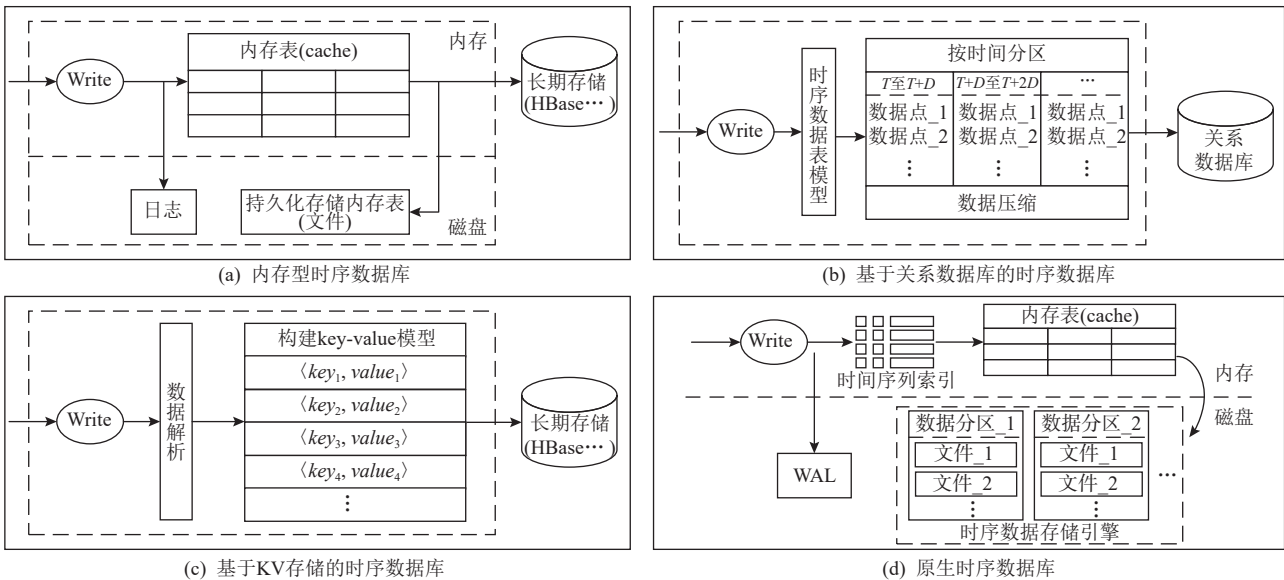 Write
内存表(cache)
内存
长期存储
(HBase…)
日志
持久化存储内存表
(文件)
磁盘
(a) 内存型时序数据库
Write
时序数据表模型
按时间分区
T至T+D
T+D至T+2D
…
数据点_1
数据点_1
数据点_1
数据点_2
数据点_2
数据点_2
⋮
⋮
⋮
数据压缩
关系
数据库
(b) 基于关系数据库的时序数据库
Write
数据解析
构建key-value模型
〈key₁, value₁〉
〈key₂, value₂〉
〈key₃, value₃〉
〈key₄, value₄〉
⋮
长期存储
(HBase…)
(c) 基于KV存储的时序数据库
Write
时间序列索引
内存表(cache)
内存
磁盘
WAL
数据分区_1
数据分区_2
文件_1
文件_1
文件_2
文件_2
…
⋮
⋮
时序数据存储引擎
(d) 原生时序数据库